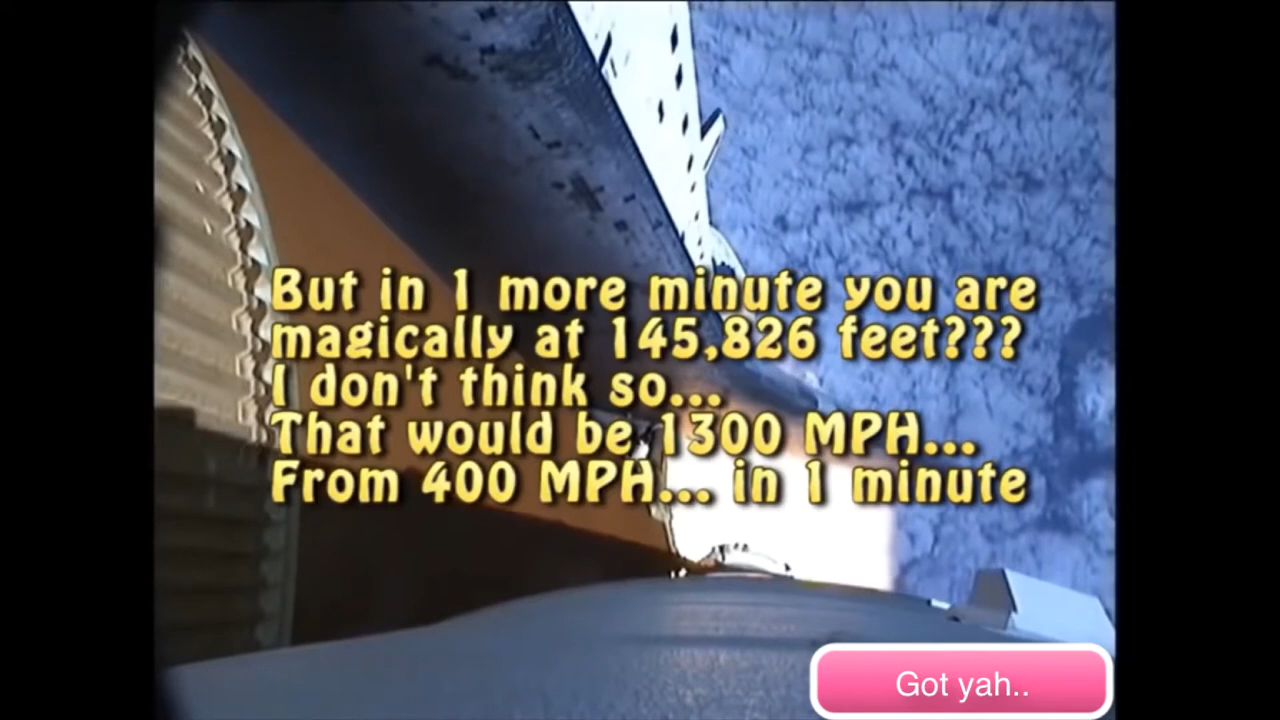 But in 1 more minute you are
magically at 145,826 feet???
I don't think so...
That would be 1300 MPH...
From 400 MPH... in 1 minute
Got yah..